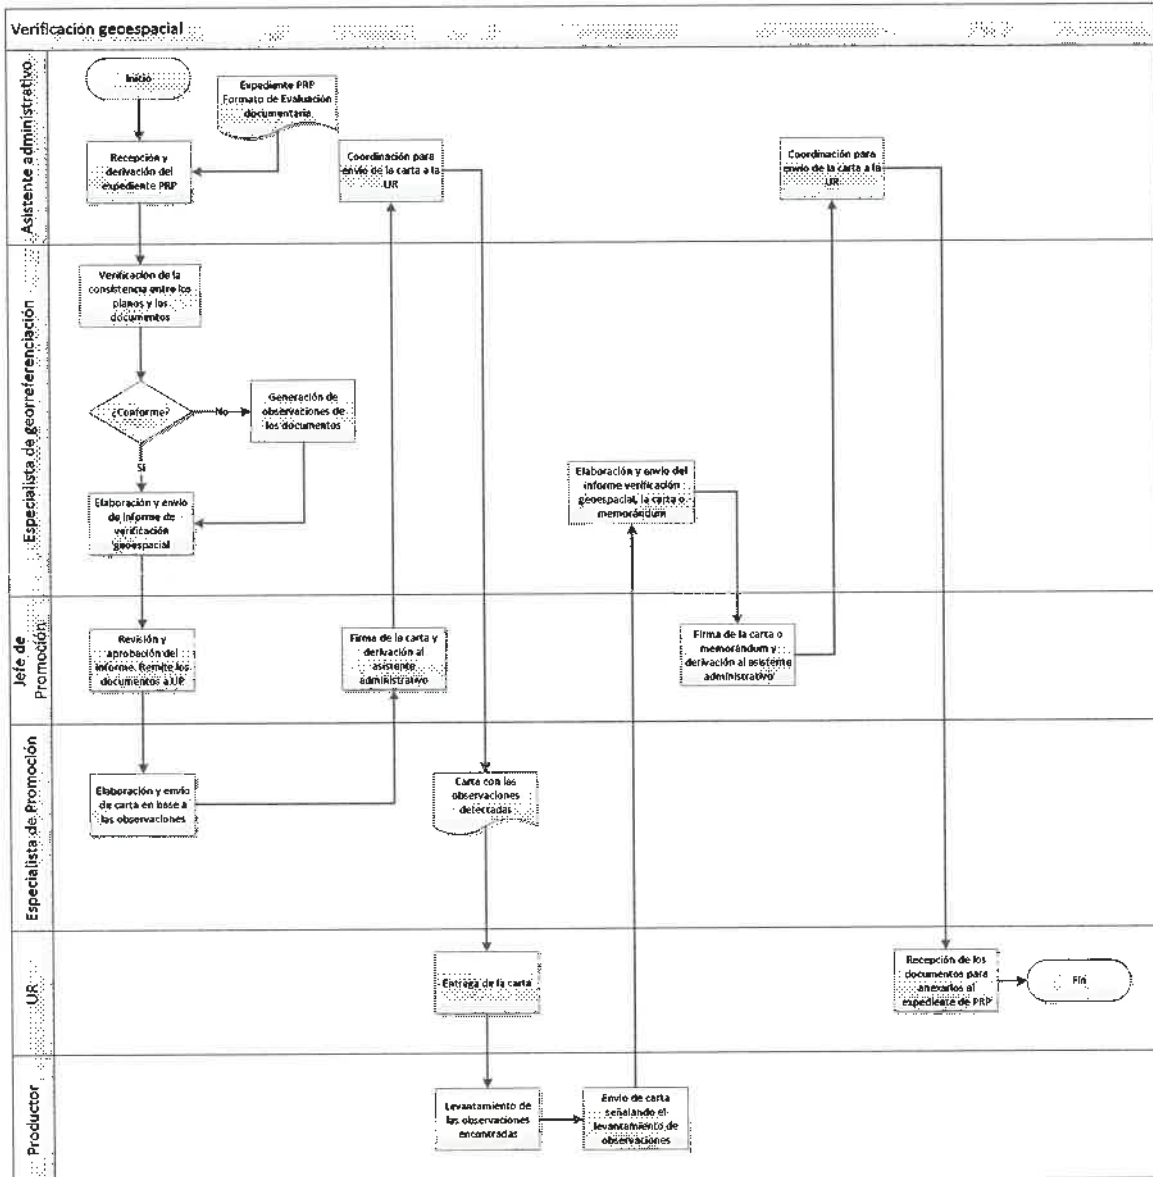 Verificación geoespacial
Asistente administrativo
Inicio
Expediente PRP
Formato de Evaluación
documentaria
Recepción y
derivación del
expediente PRP
Coordinación para
envío de la carta a la
UR
Coordinación para
envío de la carta a la
UR
Especialista de georreferenciación
Verificación de la
consistencia entre los
planos y los
documentos
¿Conforme?
No
Generación de
observaciones de
los documentos
Si
Elaboración y envío
de informe de
verificación
geoespacial
Elaboración y envío del
informe verificación
geoespacial, la carta o
memorándum
Jefe de
Promoción
Revisión y
aprobación del
informe. Remite los
documentos a UP
Firma de la carta y
derivación al
asistente
administrativo
Firma de la carta o
memorándum y
derivación al asistente
administrativo
Especialista de Promoción
Elaboración y envío
de carta en base a
las observaciones
Carta con las
observaciones
detectadas
UR
Entrega de la carta
Recepción de los
documentos para
anexarlos al
expediente de PRP
Fin
Productor
Levantamiento de
las observaciones
encontradas
Envío de carta
señalando el
levantamiento de
observaciones